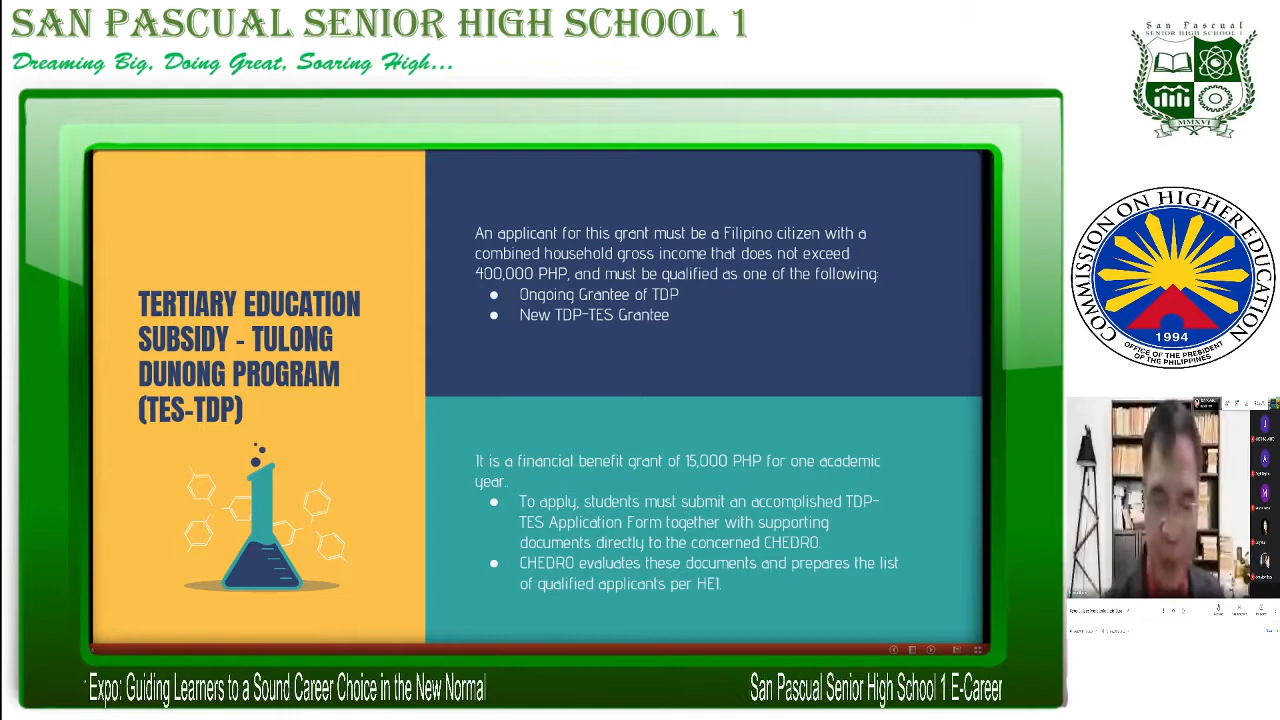 SAN PASCUAL SENIOR HIGH SCHOOL 1
Dreaming Big, Doing Great, Soaring High...
San Pascual
SENIOR HIGH SCHOOL 1
MMXVI
COMMISSION ON HIGHER EDUCATION
1994
OFFICE OF THE PRESIDENT
OF THE PHILIPPINES
TERTIARY EDUCATION
SUBSIDY - TULONG
DUNONG PROGRAM
(TES-TDP)
An applicant for this grant must be a Filipino citizen with a
combined household gross income that does not exceed
400,000 PHP, and must be qualified as one of the following:
● Ongoing Grantee of TDP
● New TDP-TES Grantee
It is a financial benefit grant of 15,000 PHP for one academic
year..
● To apply, students must submit an accomplished TDP-
TES Application Form together with supporting
documents directly to the concerned CHEDRO.
● CHEDRO evaluates these documents and prepares the list
of qualified applicants per HEI.
J
M
Expo: Guiding Learners to a Sound Career Choice in the New Normal
San Pascual Senior High School 1 E-Career